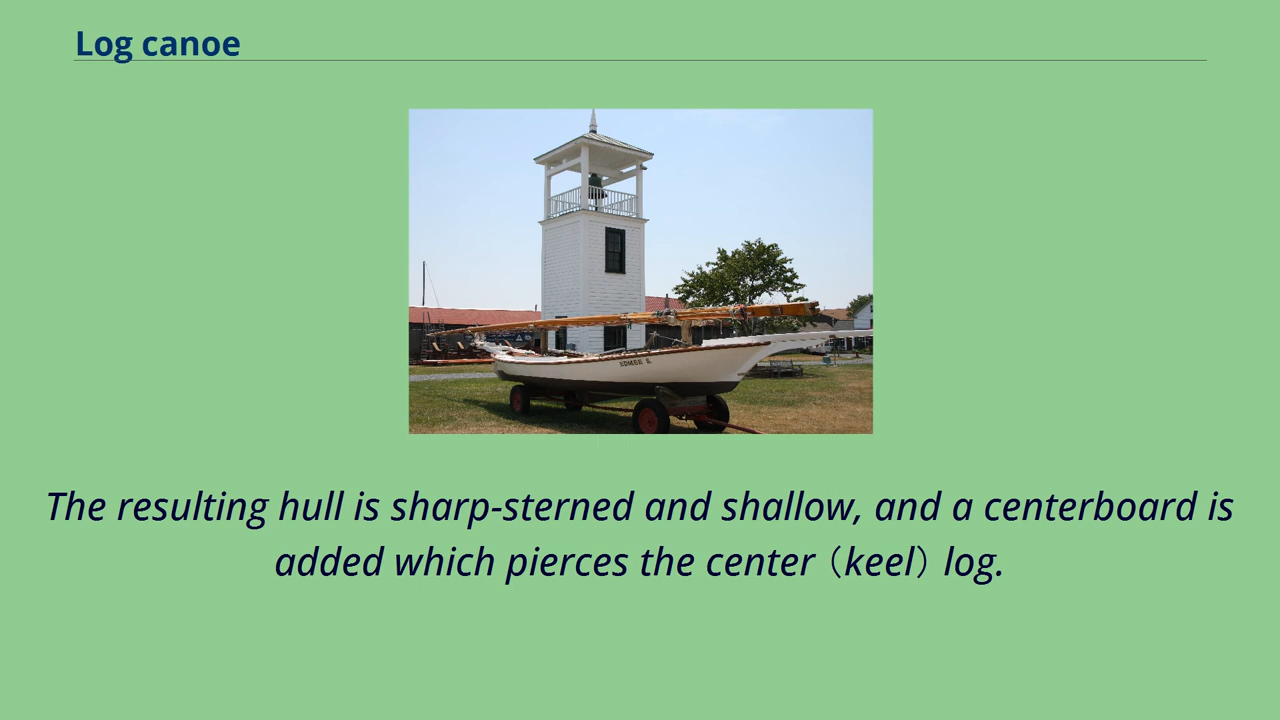 Log canoe
The resulting hull is sharp-sterned and shallow, and a centerboard is
added which pierces the center（keel）log.